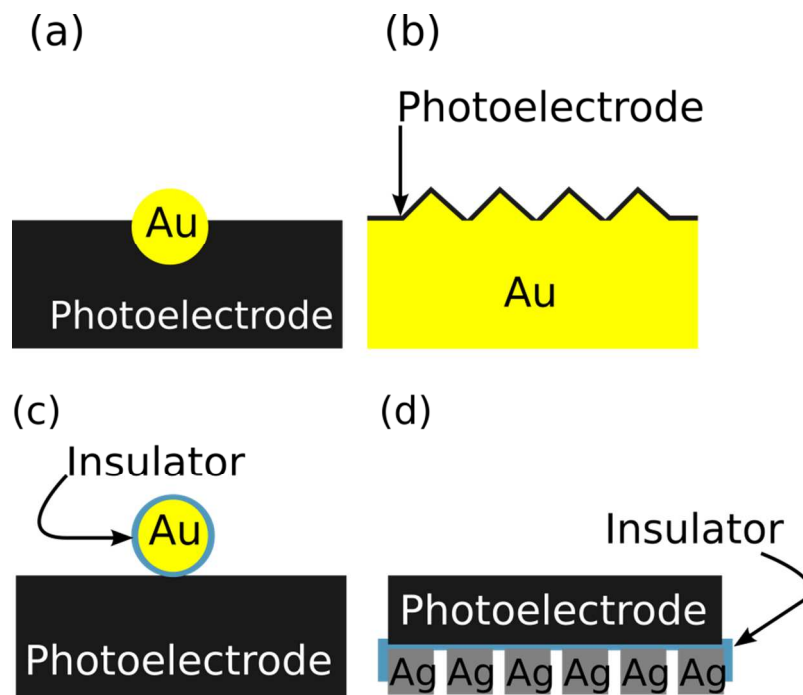 (a)
(b)
Photoelectrode
Au
Photoelectrode
Au
(c)
(d)
Insulator
Au
Photoelectrode
Insulator
Photoelectrode
Ag Ag Ag Ag Ag Ag